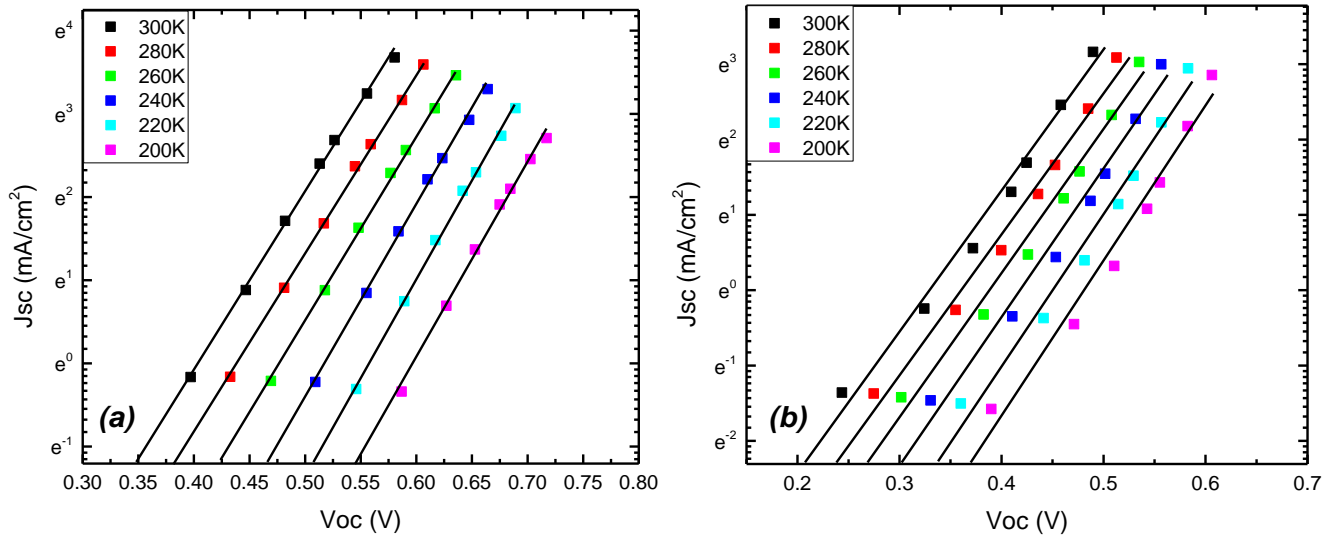 300K
280K
260K
240K
220K
200K
e⁴
e³
e²
e¹
e⁰
e⁻¹
Jsc (mA/cm²)
(a)
0.30 0.35 0.40 0.45 0.50 0.55 0.60 0.65 0.70 0.75 0.80
Voc (V)
300K
280K
260K
240K
220K
200K
e³
e²
e¹
e⁰
e⁻¹
e⁻²
Jsc (mA/cm²)
(b)
0.2 0.3 0.4 0.5 0.6 0.7
Voc (V)